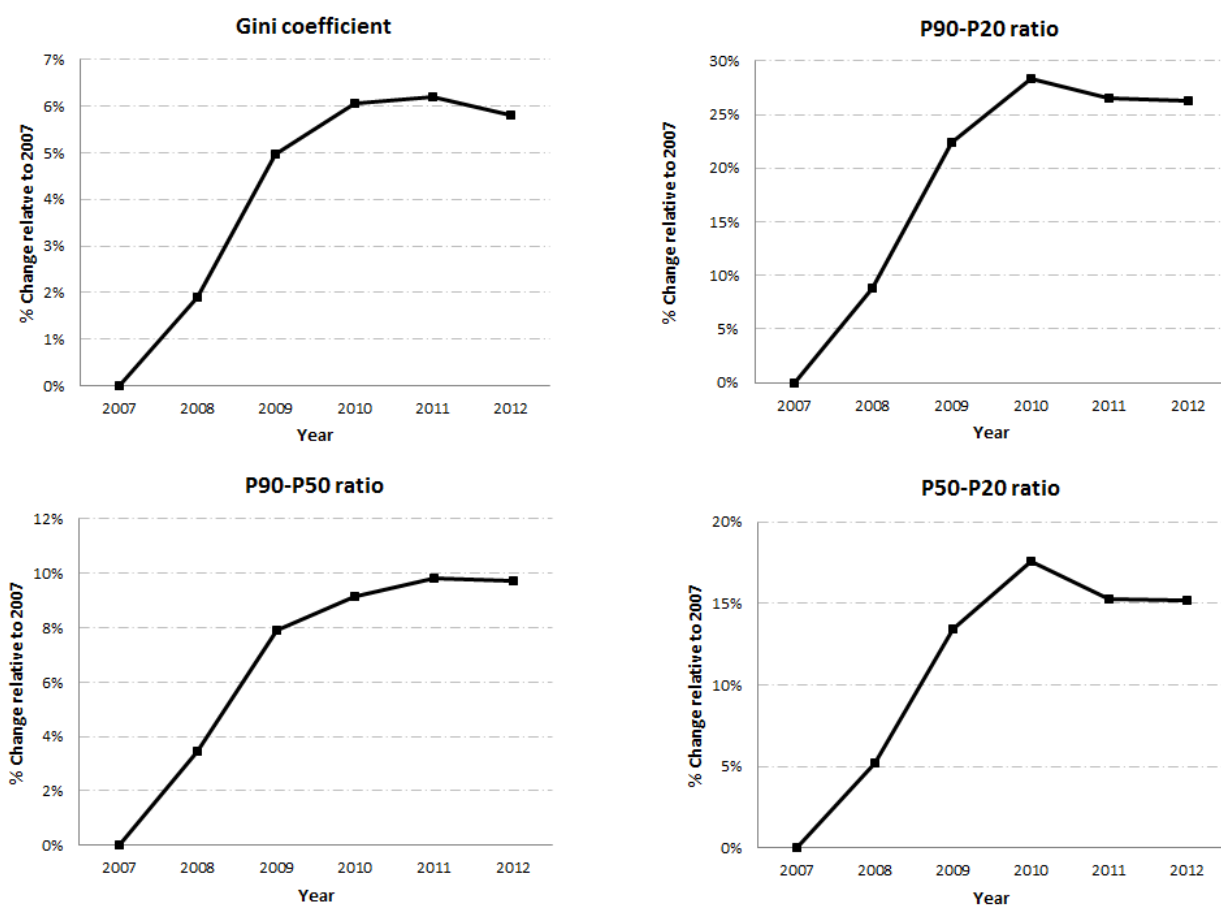 Gini coefficient
% Change relatve to 2007
7%
6%
5%
4%
3%
2%
1%
0%
2007 2008 2009 2010 2011 2012
Year
P90-P20 ratio
% Change relative to 2007
30%
25%
20%
15%
10%
5%
0%
2007 2008 2009 2010 2011 2012
Year
P90-P50 ratio
% Change relative to 2007
12%
10%
8%
6%
4%
2%
0%
2007 2008 2009 2010 2011 2012
Year
P50-P20 ratio
% Change relative to 2007
20%
15%
10%
5%
0%
2007 2008 2009 2010 2011 2012
Year